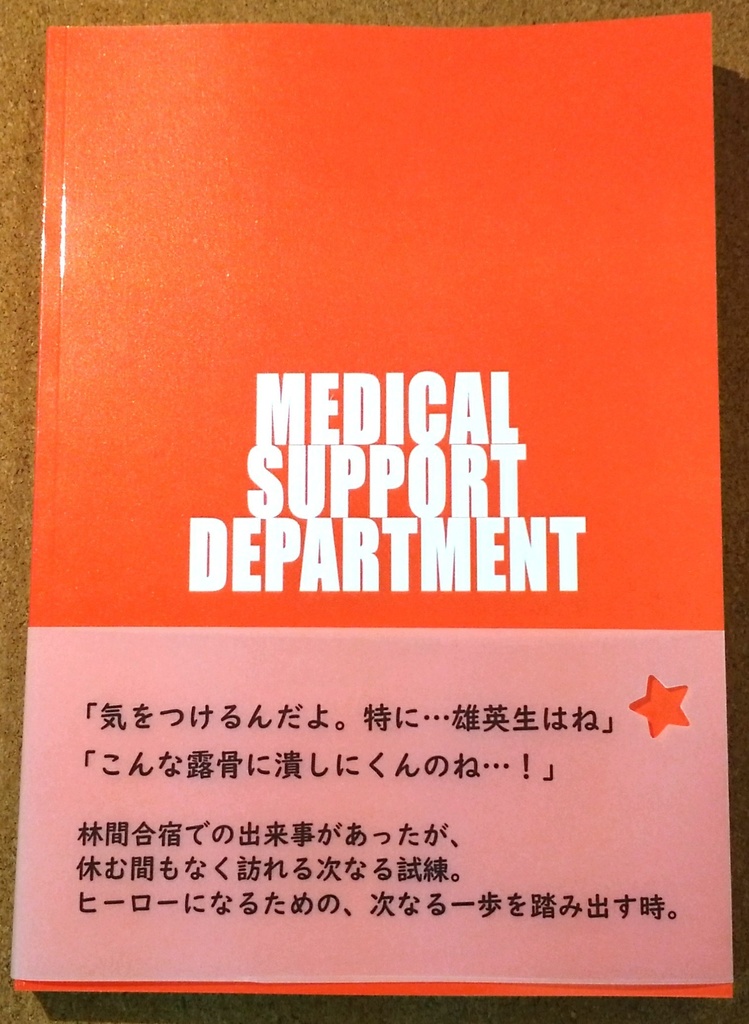 MEDICAL
SUPPORT
DEPARTMENT
「気をつけるんだよ。特に…雄英生はね」
「こんな露骨に潰しにくんのね…！」
林間合宿での出来事があったが、
休む間もなく訪れる次なる試練。
ヒーローになるための、次なる一歩を踏み出す時。